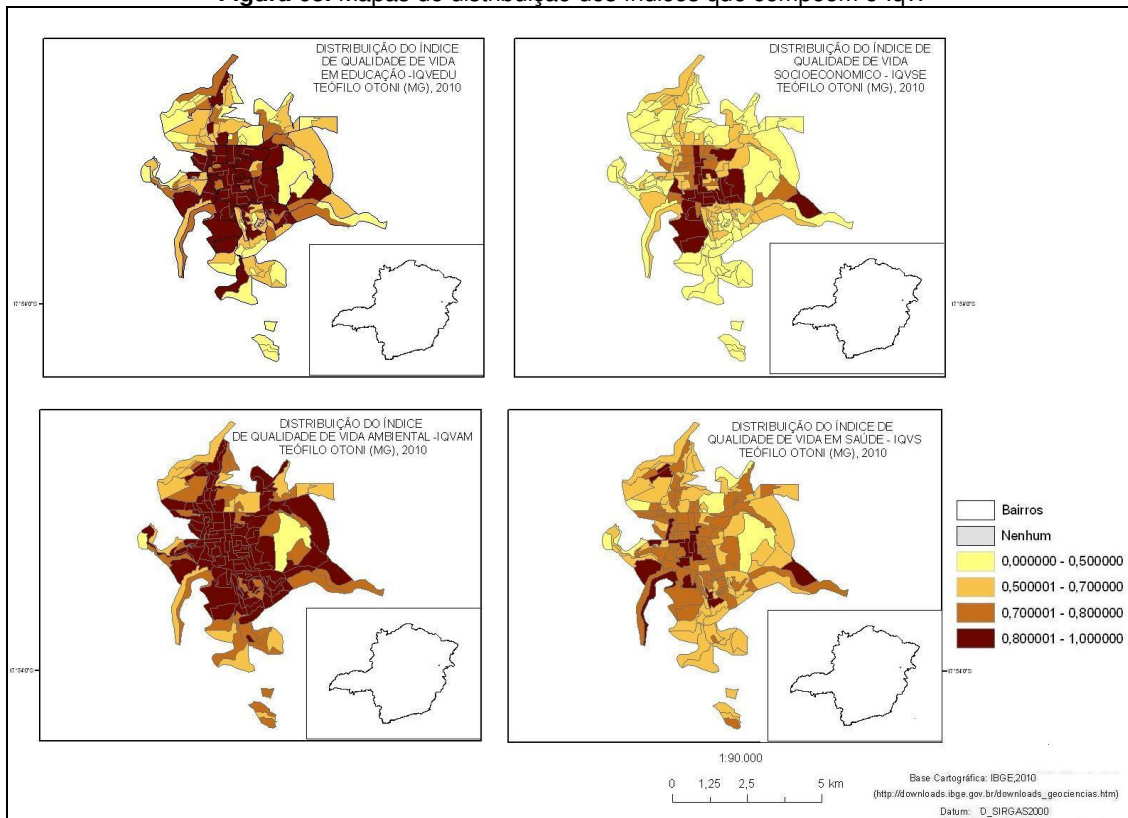 DISTRIBUIÇÃO DO ÍNDICE
DE QUALIDADE DE VIDA
EM EDUCAÇÃO -IQVEDU
TEÓFILO OTONI (MG), 2010
DISTRIBUIÇÃO DO ÍNDICE DE
QUALIDADE DE VIDA
SOCIOECONOMICO - IQVSE
TEÓFILO OTONI (MG), 2010
DISTRIBUIÇÃO DO ÍNDICE
DE QUALIDADE DE VIDA AMBIENTAL -IQVAM
TEÓFILO OTONI (MG), 2010
DISTRIBUIÇÃO DO ÍNDICE DE
QUALIDADE DE VIDA EM SAÚDE - IQVS
TEÓFILO OTONI (MG), 2010
Bairros
Nenhum
0,000000 - 0,500000
0,500001 - 0,700000
0,700001 - 0,800000
0,800001 - 1,000000
1:90.000
0 1,25 2,5 5 km
Base Cartográfica: IBGE,2010
(http://downloads.ibge.gov.br/downloads_geociencias.htm)
Datum: D_SIRGAS2000